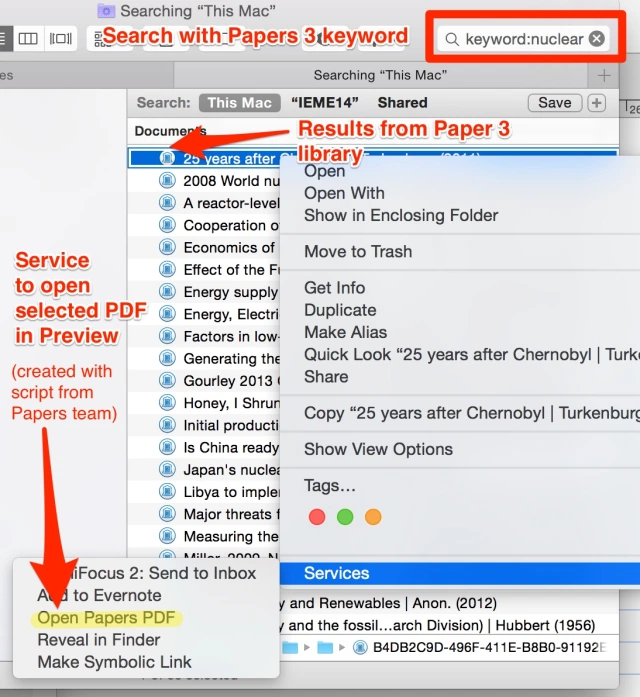 Searching “This Mac”
Search with Papers 3 keyword
keyword:nuclear
es
Searching “This Mac”
Search:
This Mac
“IEME14”
Shared
Save
Documents
Results from Paper 3
library
25 years after
2008 World nu
A reactor-level
Cooperation o
Economics of
Effect of the Fu
Energy supply
Energy, Electri
Factors in low-
Generating the
Gourley 2013 C
Honey, I Shrun
Initial producti
Is China ready
Japan's nuclea
Libya to imple
Major threats f
Measuring the
Miller, 2009, N
Open
Open With
Show in Enclosing Folder
Move to Trash
Get Info
Duplicate
Make Alias
Quick Look “25 years after Chernobyl | Turke
Share
Copy “25 years after Chernobyl | Turkenburg
Show View Options
Tags…
Services
Service
to open
selected PDF
in Preview
(created with
script from
Papers team)
Focus 2: Send to Inbox
Add to Evernote
Open Papers PDF
Reveal in Finder
Make Symbolic Link
y and Renewables | Anon. (2012)
y and the fossil...arch Division) | Hubbert (1956)
B4DB2C9D-496F-411E-B8B0-91192E
selected